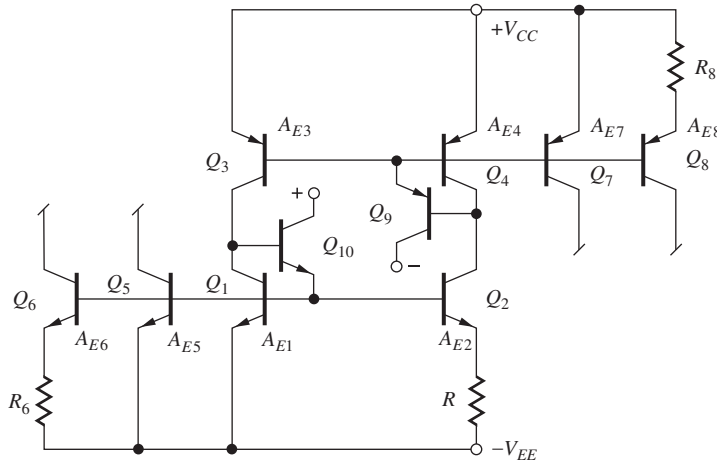 +V_CC
R_8
A_E3
A_E4
A_E7
A_E8
Q_3
Q_4
Q_7
Q_8
+
Q_9
Q_10
−
Q_6
Q_5
Q_1
Q_2
A_E6
A_E5
A_E1
A_E2
R_6
R
−V_EE